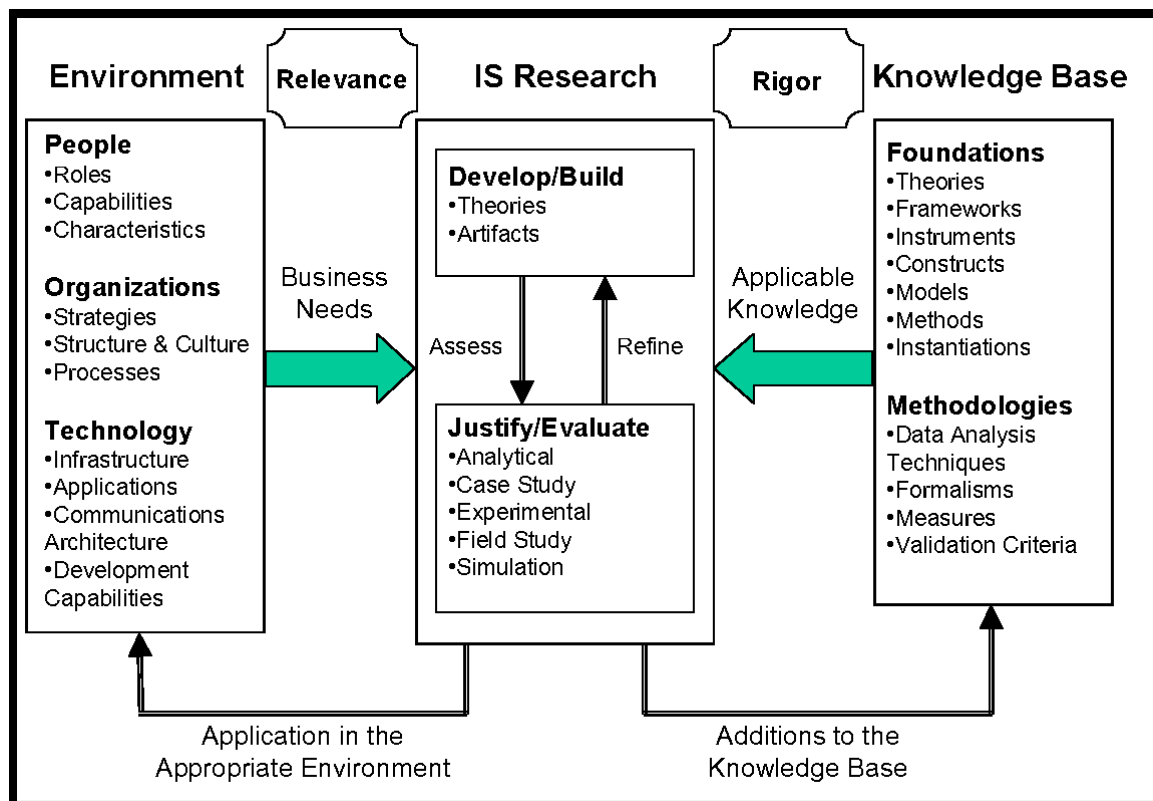 Environment
Relevance
IS Research
Rigor
Knowledge Base
People
•Roles
•Capabilities
•Characteristics
Organizations
•Strategies
•Structure & Culture
•Processes
Technology
•Infrastructure
•Applications
•Communications
Architecture
•Development
Capabilities
Business
Needs
Develop/Build
•Theories
•Artifacts
Assess
Refine
Justify/Evaluate
•Analytical
•Case Study
•Experimental
•Field Study
•Simulation
Applicable
Knowledge
Foundations
•Theories
•Frameworks
•Instruments
•Constructs
•Models
•Methods
•Instantiations
Methodologies
•Data Analysis
Techniques
•Formalisms
•Measures
•Validation Criteria
Application in the
Appropriate Environment
Additions to the
Knowledge Base